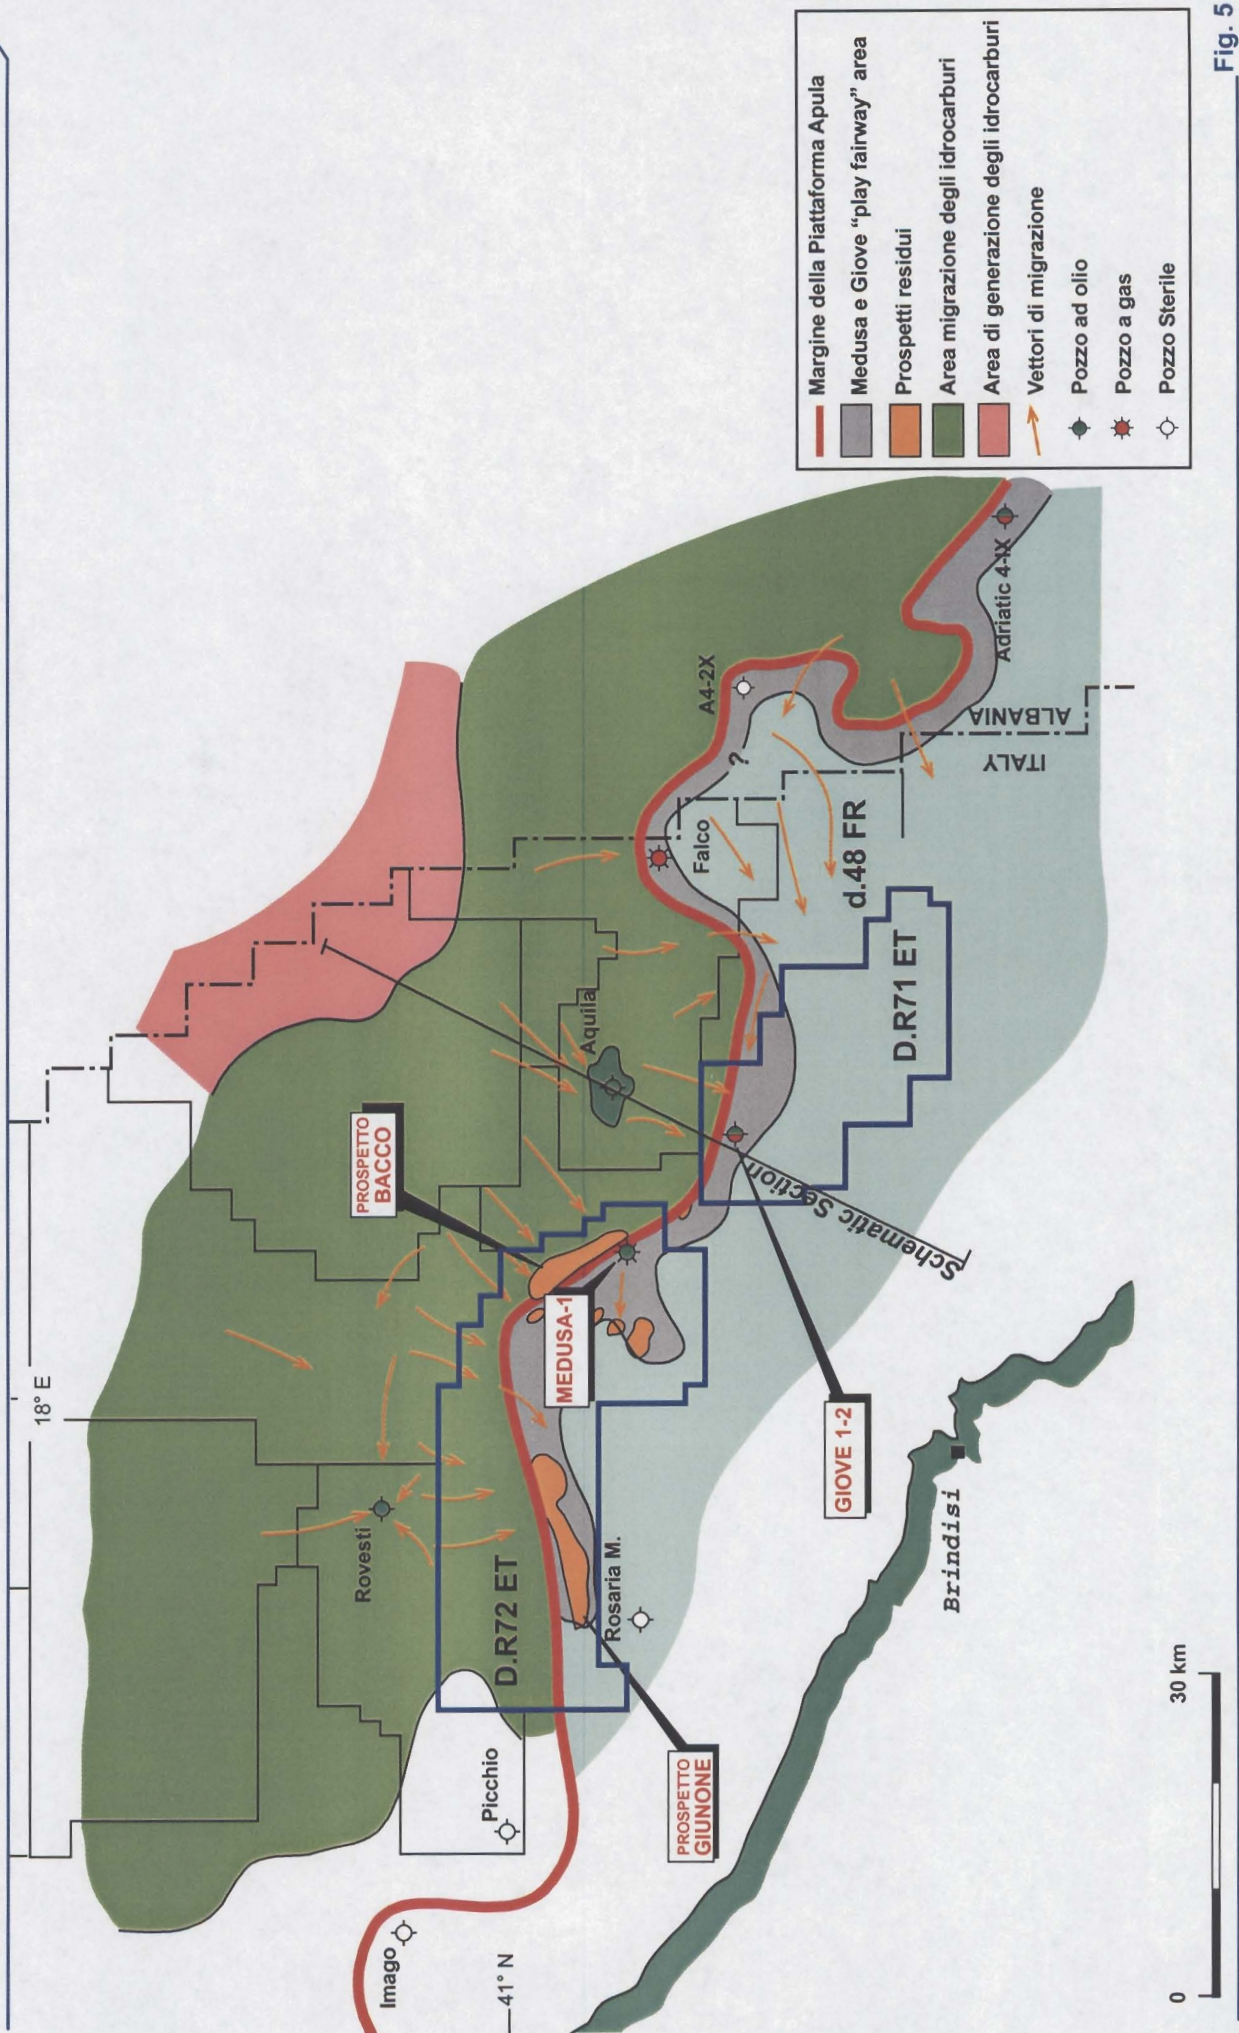 18° E
41° N
Imago
Picchio
Rovesti
D.R72 ET
Rosaria M.
PROSPETTO
GIUNONE
PROSPETTO
BACCO
MEDUSA-1
GIOVE 1-2
Aquila
Schematic Section
D.R71 ET
d.48 FR
Falco
?
A4-2X
Adriatic 4-IX
ITALY
ALBANIA
Brindisi
0
30 km
Margine della Piattaforma Apula
Medusa e Giove "play fairway" area
Prospetti residui
Area migrazione degli idrocarburi
Area di generazione degli idrocarburi
Vettori di migrazione
Pozzo ad olio
Pozzo a gas
Pozzo Sterile
Fig. 5